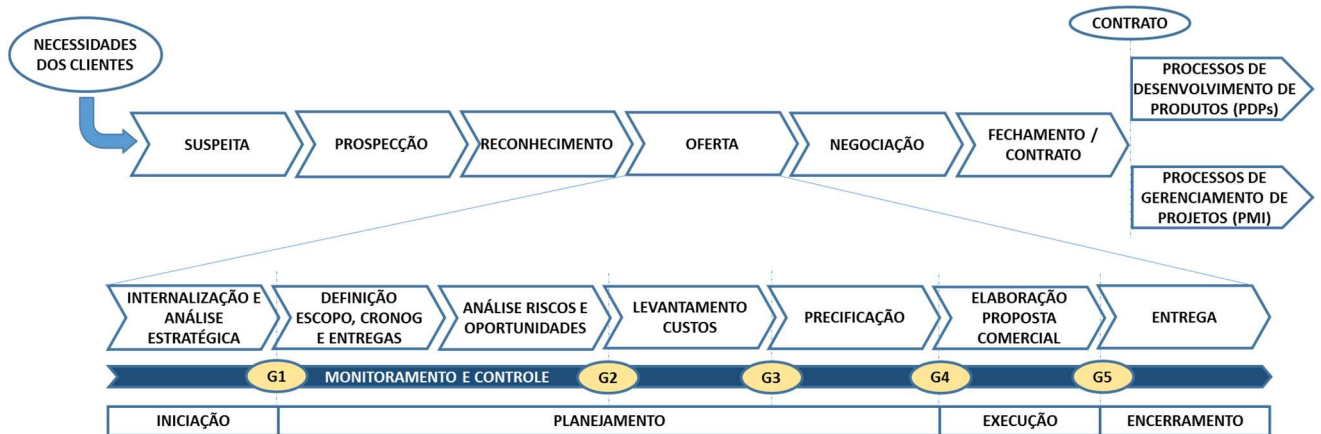 NECESSIDADES
DOS CLIENTES
CONTRATO
PROCESSOS DE
DESENVOLVIMENTO DE
PRODUTOS (PDPs)
SUSPEITA
PROSPECÇÃO
RECONHECIMENTO
OFERTA
NEGOCIAÇÃO
FECHAMENTO /
CONTRATO
PROCESSOS DE
GERENCIAMENTO DE
PROJETOS (PMI)
INTERNALIZAÇÃO E
ANÁLISE
ESTRATÉGICA
DEFINIÇÃO
ESCOPO, CRONOG
E ENTREGAS
ANÁLISE RISCOS E
OPORTUNIDADES
LEVANTAMENTO
CUSTOS
PRECIFICAÇÃO
ELABORAÇÃO
PROPOSTA
COMERCIAL
ENTREGA
G1
MONITORAMENTO E CONTROLE
G2
G3
G4
G5
INICIAÇÃO
PLANEJAMENTO
EXECUÇÃO
ENCERRAMENTO